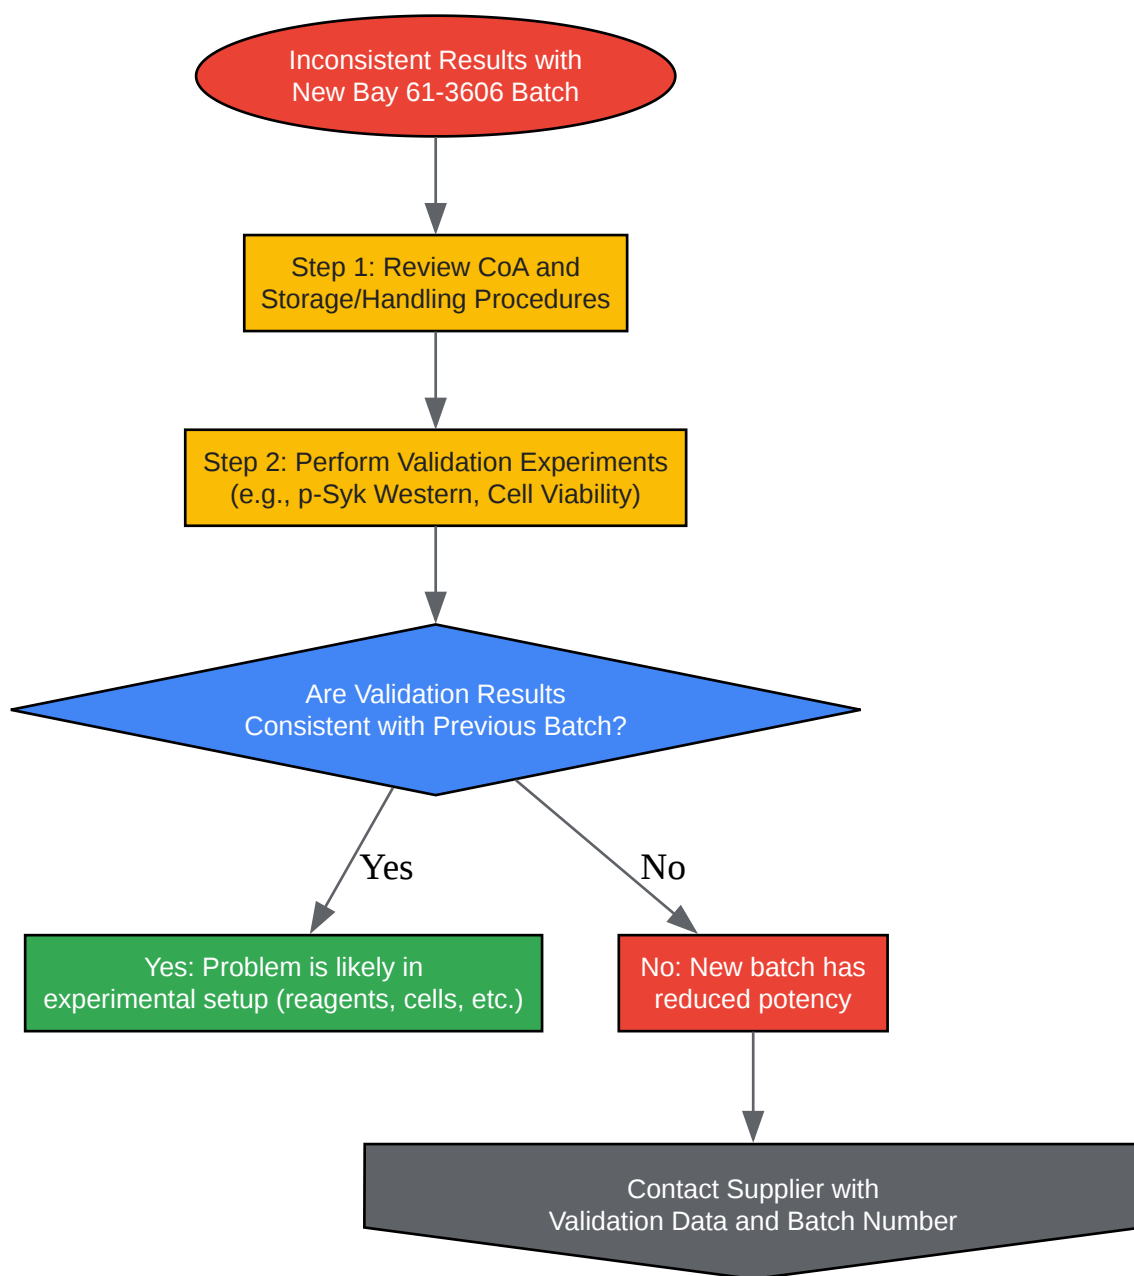 Inconsistent Results with
New Bay 61-3606 Batch
Step 1: Review CoA and
Storage/Handling Procedures
Step 2: Perform Validation Experiments
(e.g., p-Syk Western, Cell Viability)
Are Validation Results
Consistent with Previous Batch?
Yes
No
Yes: Problem is likely in
experimental setup (reagents, cells, etc.)
No: New batch has
reduced potency
Contact Supplier with
Validation Data and Batch Number